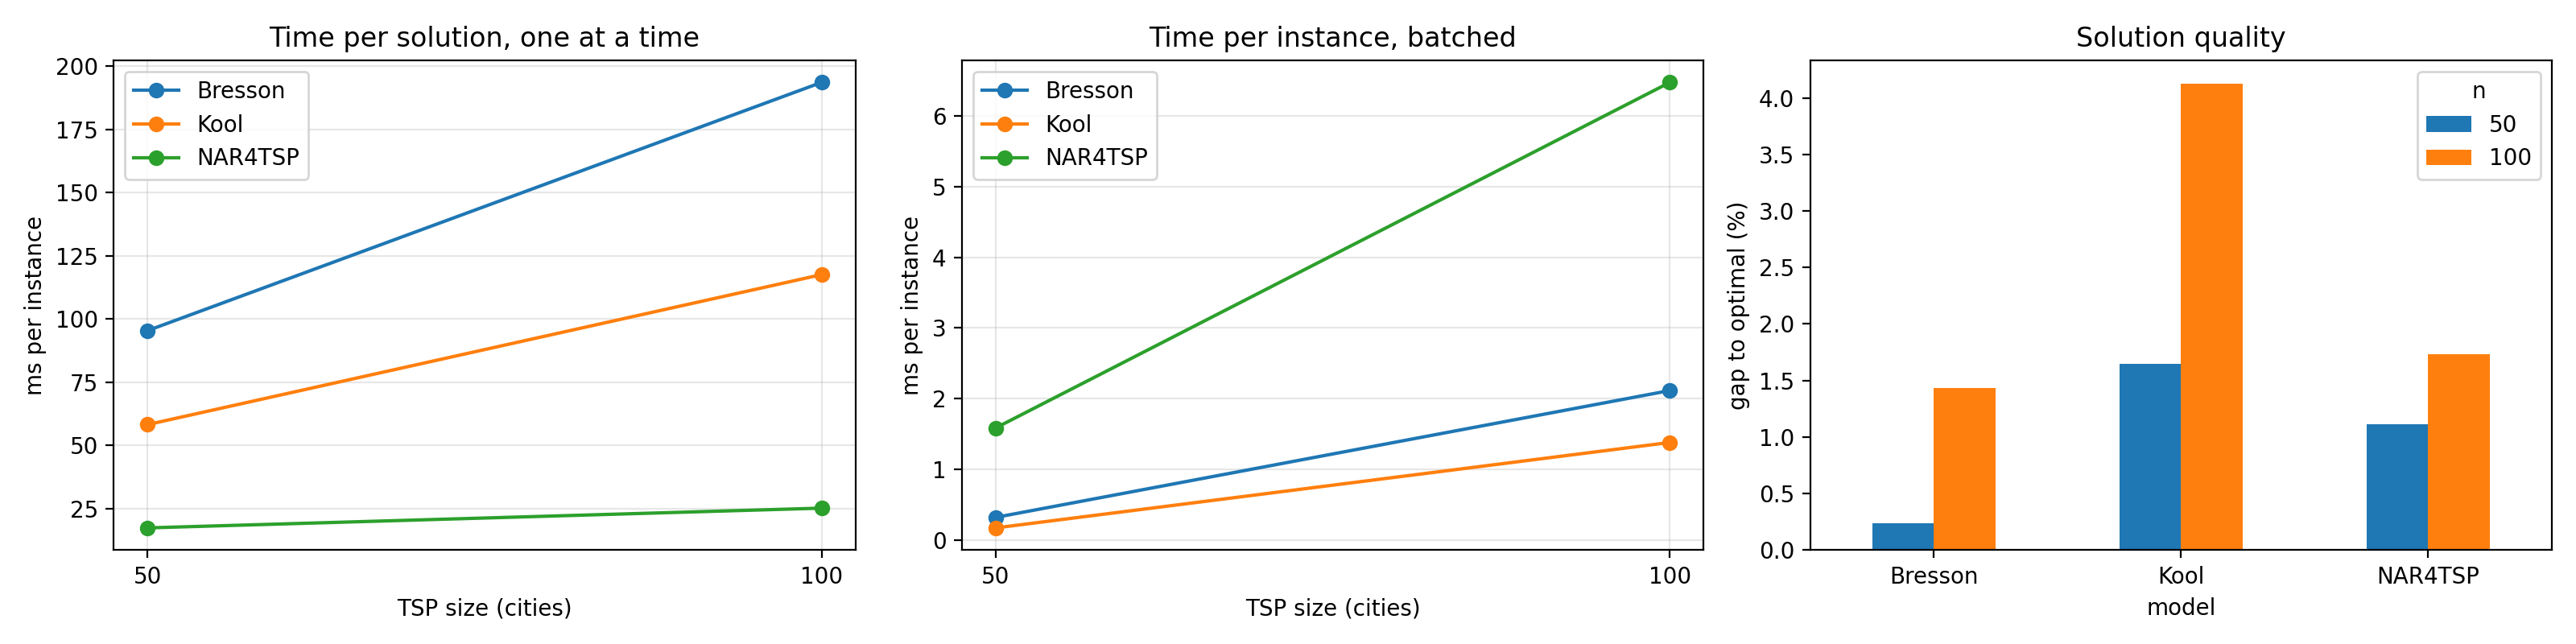 Time per solution, one at a time
200
175
150
125
100
75
50
25
ms per instance
Bresson
Kool
NAR4TSP
50
100
TSP size (cities)
Time per instance, batched
6
5
4
3
2
1
0
ms per instance
Bresson
Kool
NAR4TSP
50
100
TSP size (cities)
Solution quality
4.0
3.5
3.0
2.5
2.0
1.5
1.0
0.5
0.0
gap to optimal (%)
n
50
100
Bresson
Kool
NAR4TSP
model